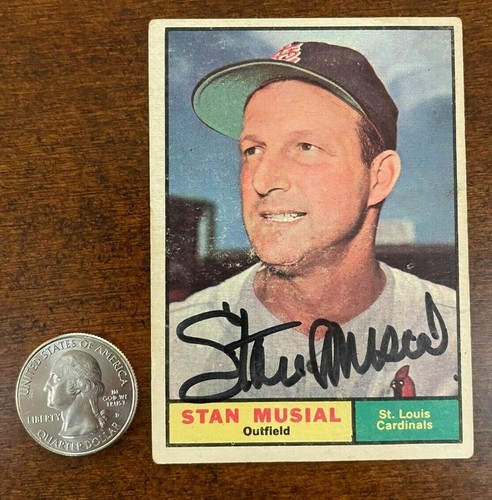 Stan Musial
STAN MUSIAL
Outfield
St. Louis
Cardinals
UNITED STATES OF AMERICA
LIBERTY
IN
GOD WE
TRUST
D
QUARTER DOLLAR